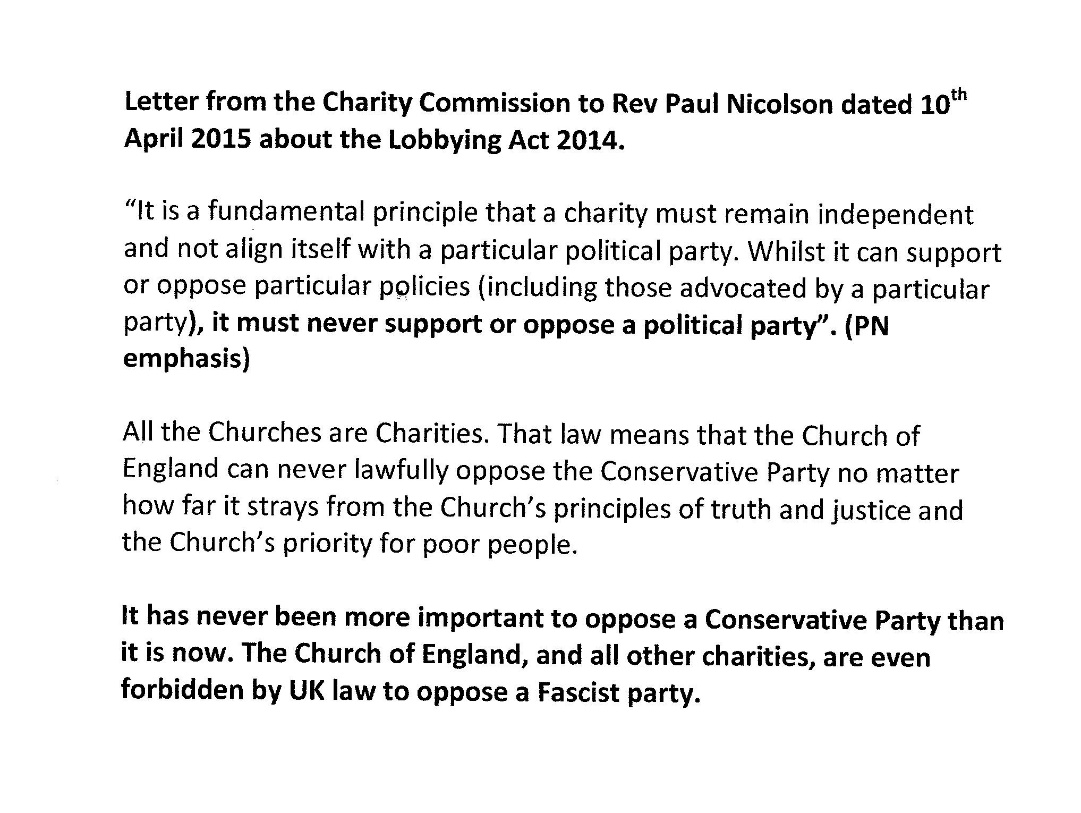 Letter from the Charity Commission to Rev Paul Nicolson dated 10th
April 2015 about the Lobbying Act 2014.
“It is a fundamental principle that a charity must remain independent
and not align itself with a particular political party. Whilst it can support
or oppose particular policies (including those advocated by a particular
party), it must never support or oppose a political party”. (PN
emphasis)
All the Churches are Charities. That law means that the Church of
England can never lawfully oppose the Conservative Party no matter
how far it strays from the Church’s principles of truth and justice and
the Church’s priority for poor people.
It has never been more important to oppose a Conservative Party than
it is now. The Church of England, and all other charities, are even
forbidden by UK law to oppose a Fascist party.